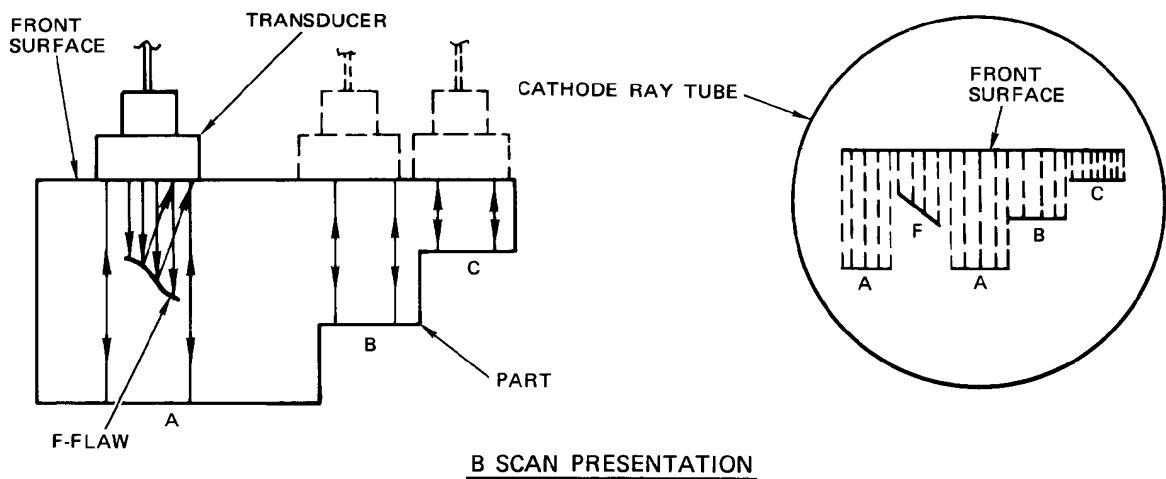 FRONT
SURFACE
TRANSDUCER
CATHODE RAY TUBE
FRONT
SURFACE
C
F
B
A
A
C
B
PART
A
F-FLAW
B SCAN PRESENTATION